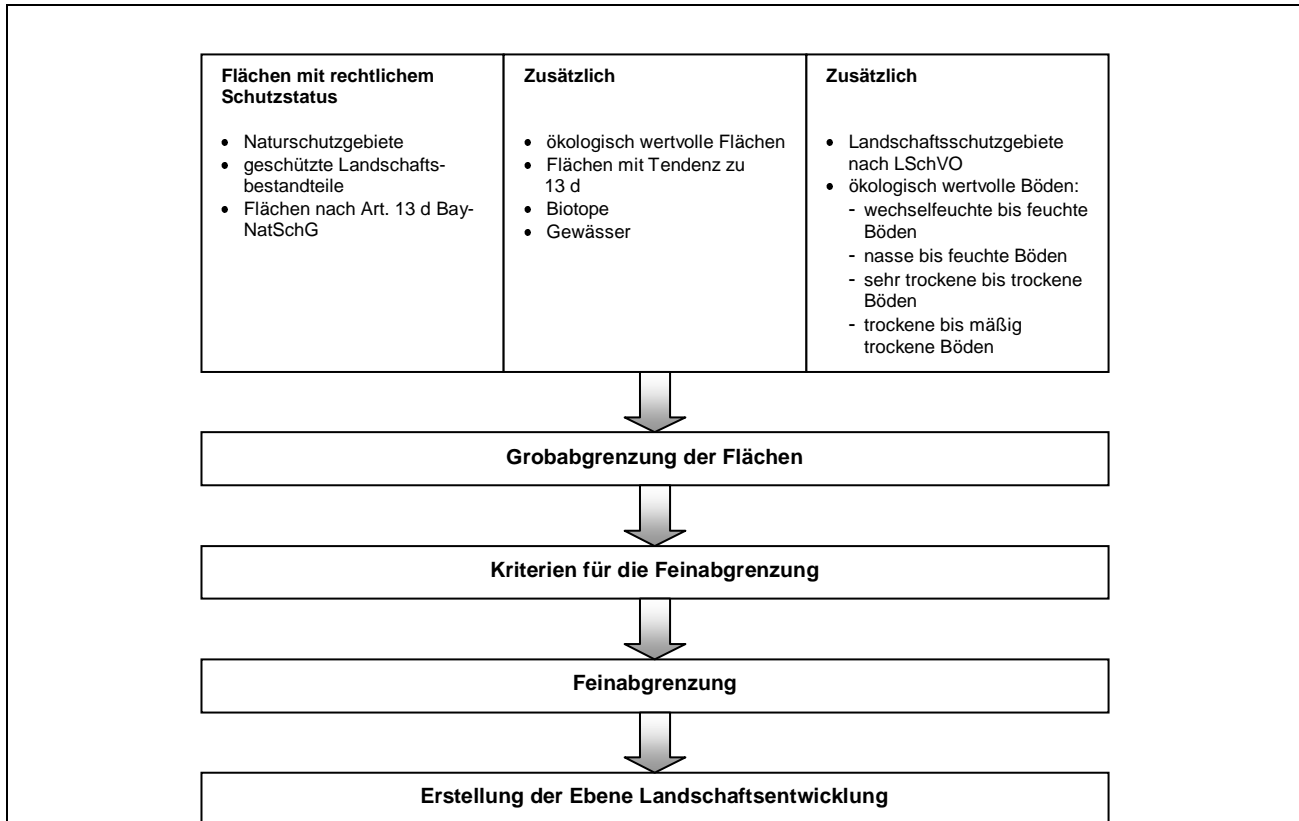 Flächen mit rechtlichem
Schutzstatus
• Naturschutzgebiete
• geschützte Landschafts-
bestandteile
• Flächen nach Art. 13 d Bay-
NatSchG
Zusätzlich
• ökologisch wertvolle Flächen
• Flächen mit Tendenz zu
13 d
• Biotope
• Gewässer
Zusätzlich
• Landschaftsschutzgebiete
nach LSchVO
• ökologisch wertvolle Böden:
- wechselfeuchte bis feuchte
Böden
- nasse bis feuchte Böden
- sehr trockene bis trockene
Böden
- trockene bis mäßig
trockene Böden
Grobabgrenzung der Flächen
Kriterien für die Feinabgrenzung
Feinabgrenzung
Erstellung der Ebene Landschaftsentwicklung